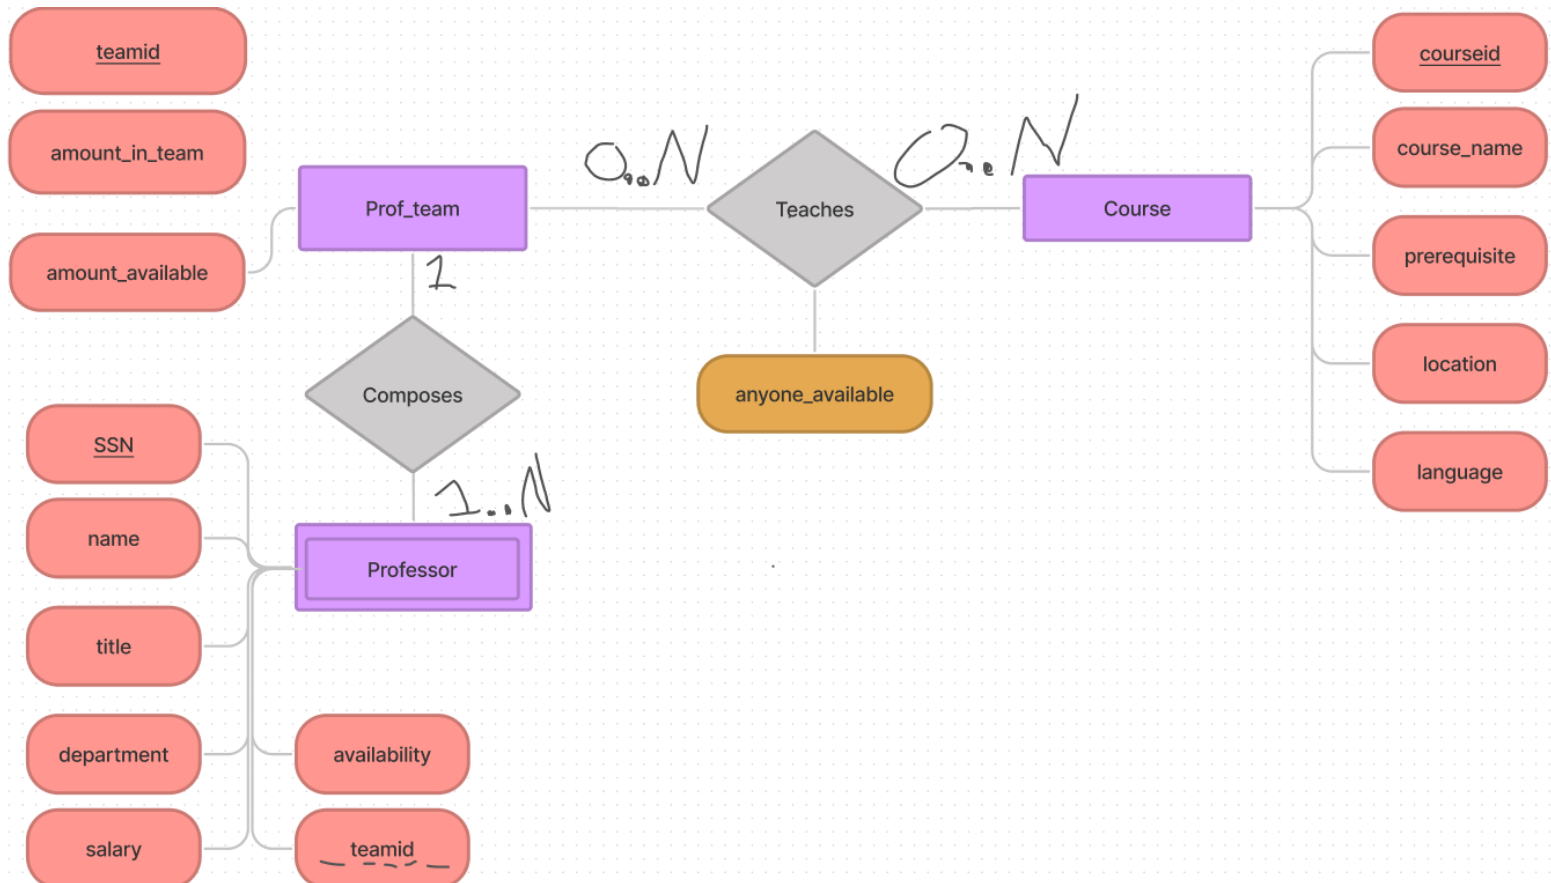 teamid
amount_in_team
amount_available
Prof_team
0..N
Teaches
0..N
Course
courseid
course_name
prerequisite
location
language
anyone_available
1
Composes
1..N
Professor
SSN
name
title
department
salary
availability
teamid